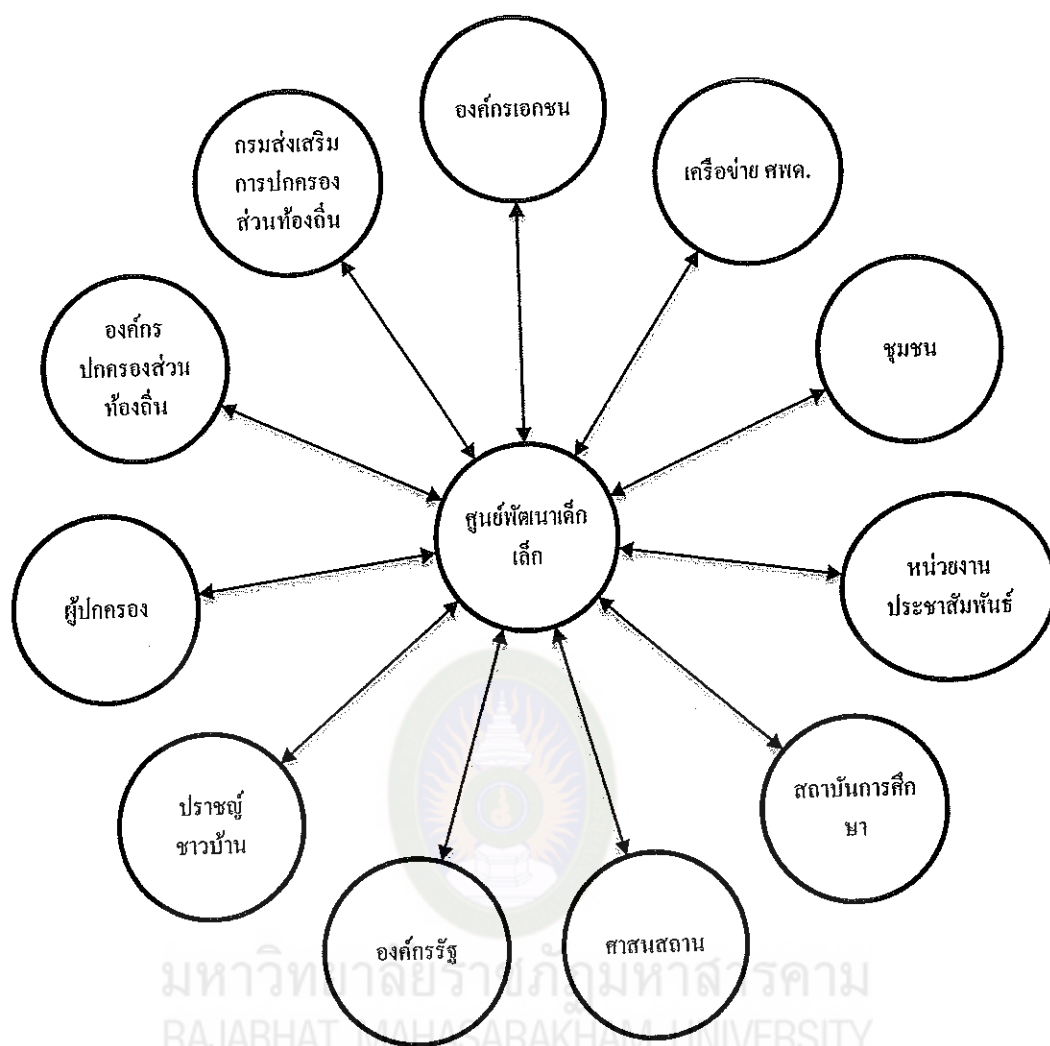 องค์กรเอกชน
เครือข่าย ศพด.
ชุมชน
หน่วยงาน
ประชาสัมพันธ์
สถาบันการศึก
ษา
ศาสนสถาน
องค์กรรัฐ
ปราชญ์
ชาวบ้าน
ผู้ปกครอง
องค์กร
ปกครองส่วน
ท้องถิ่น
กรมส่งเสริม
การปกครอง
ส่วนท้องถิ่น
ศูนย์พัฒนาเด็ก
เล็ก
มหาวิทยาลัยราชภัฏมหาสารคาม
RAJABHAT MAHASARAKHAM UNIVERSITY